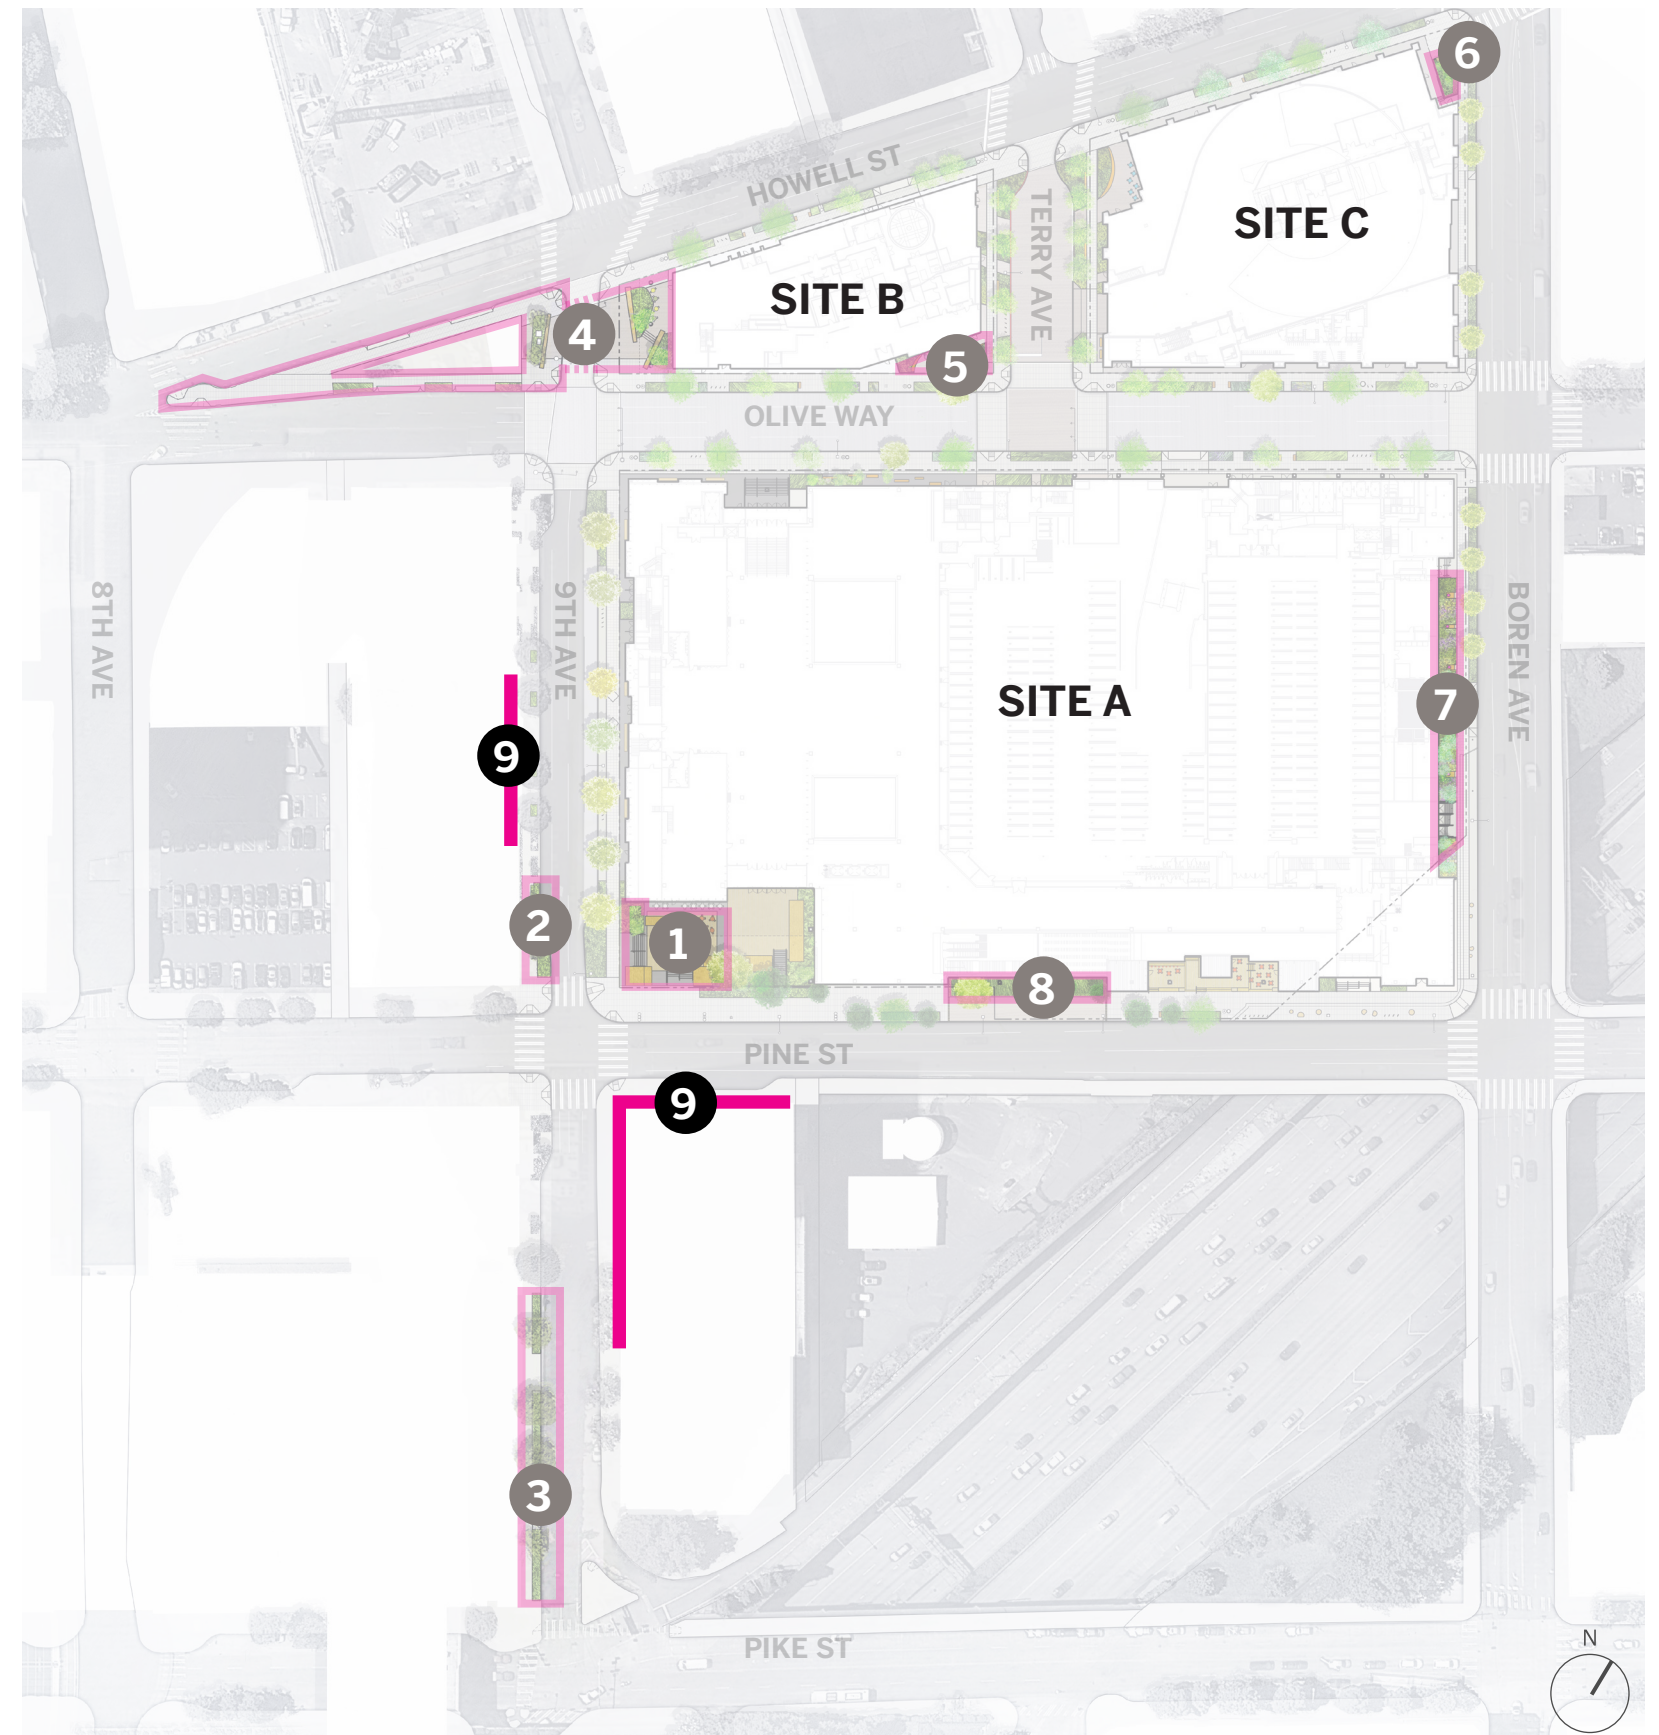 6
HOWELL ST
TERRY AVE
SITE C
SITE B
4
5
OLIVE WAY
8TH AVE
9TH AVE
BOREN AVE
SITE A
7
9
2
1
8
PINE ST
9
3
PIKE ST
N